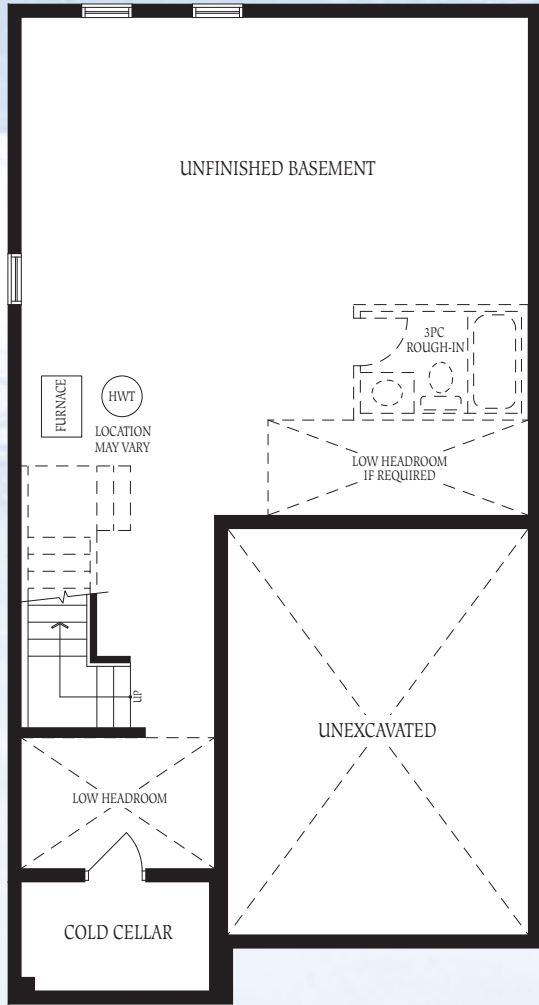 UNFINISHED BASEMENT
3PC
ROUGH-IN
FURNACE
HWT
LOCATION
MAY VARY
LOW HEADROOM
IF REQUIRED
UP
UNEXCAVATED
LOW HEADROOM
COLD CELLAR